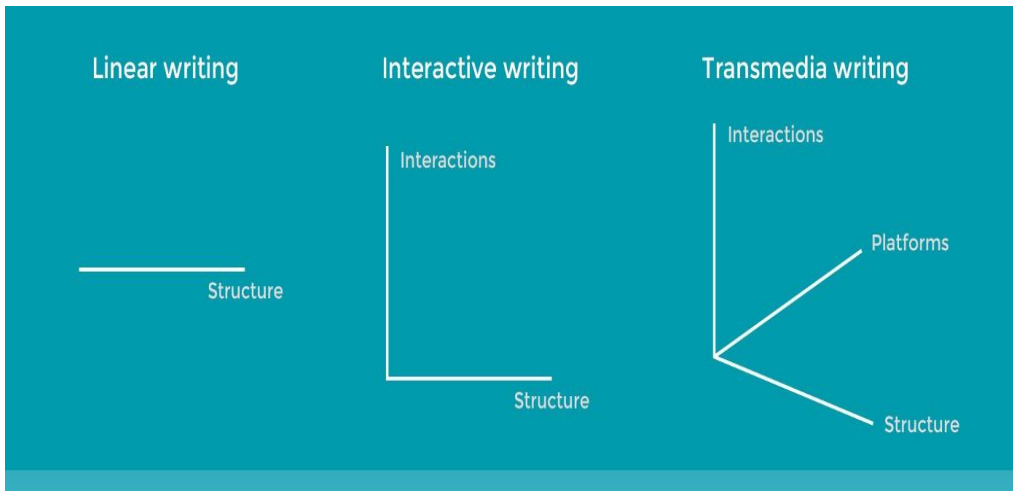 Linear writing
Structure
Interactive writing
Interactions
Structure
Transmedia writing
Interactions
Platforms
Structure